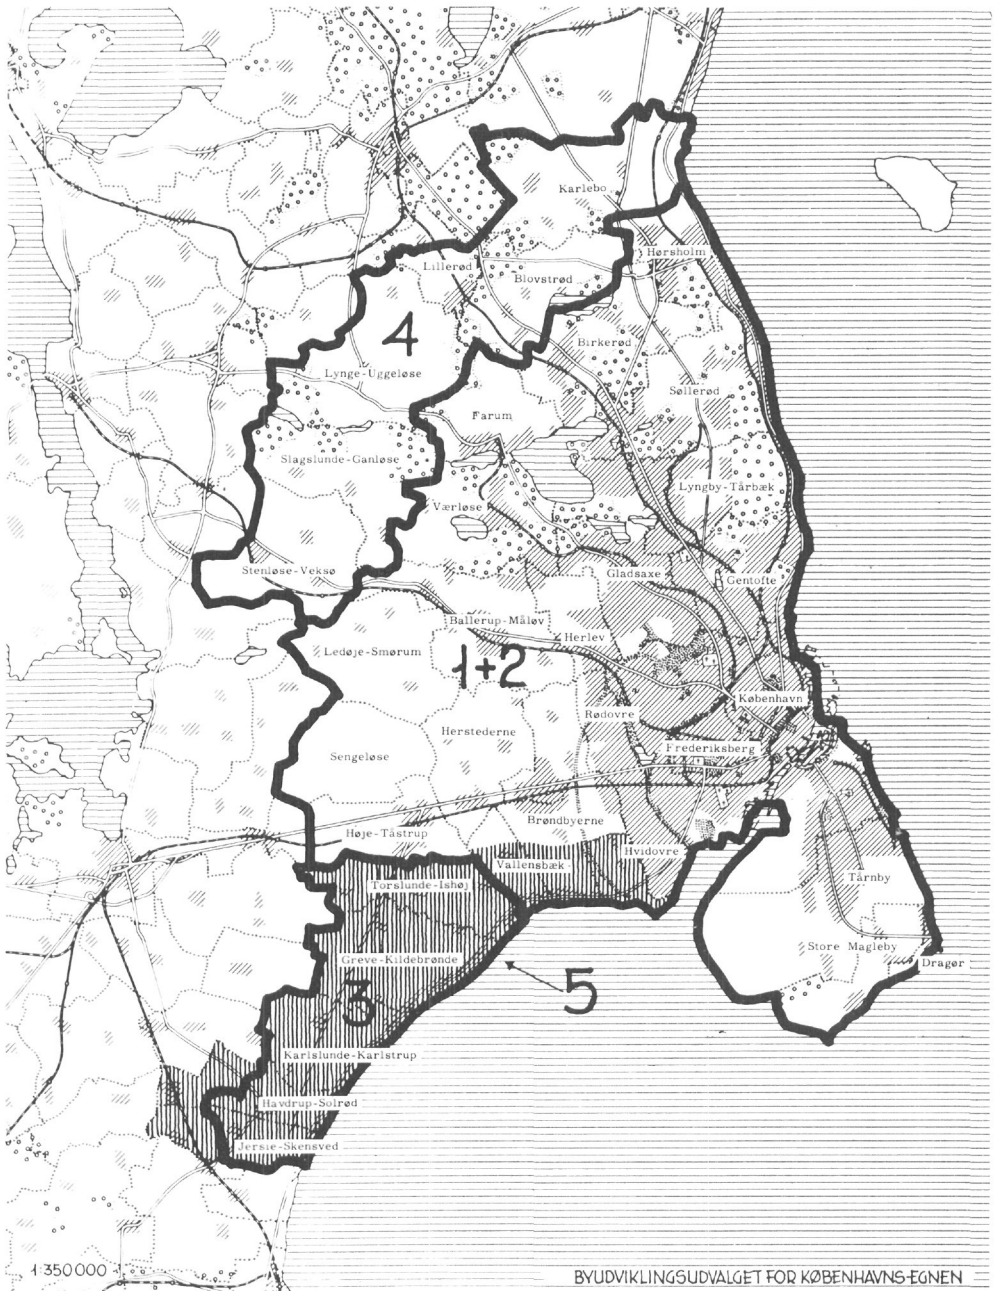 Karlebo
Hørsholm
Lillerød
Blovstrød
4
Birkerød
Lynge-Uggeløse
Søllerød
Farum
Slagslunde-Ganløse
Lyngby-Tårbæk
Værløse
Stenløse-Veksø
Gladsaxe
Gentofte
Ballerup-Måløv
Herlev
Ledøje-Smørum
1+2
København
Rødovre
Herstederne
Frederiksberg
Sengeløse
Brøndbyerne
Høje-Tåstrup
Hvidovre
Vallensbæk
Tårnby
Torslunde-Ishøj
Store Magleby
Greve-Kildebrønde
Dragør
5
3
Karlslunde-Karlstrup
Havdrup-Solrød
Jersie-Skensved
1:350000
BYUDVIKLINGSUDVALGET FOR KØBENHAVNS-EGNEN